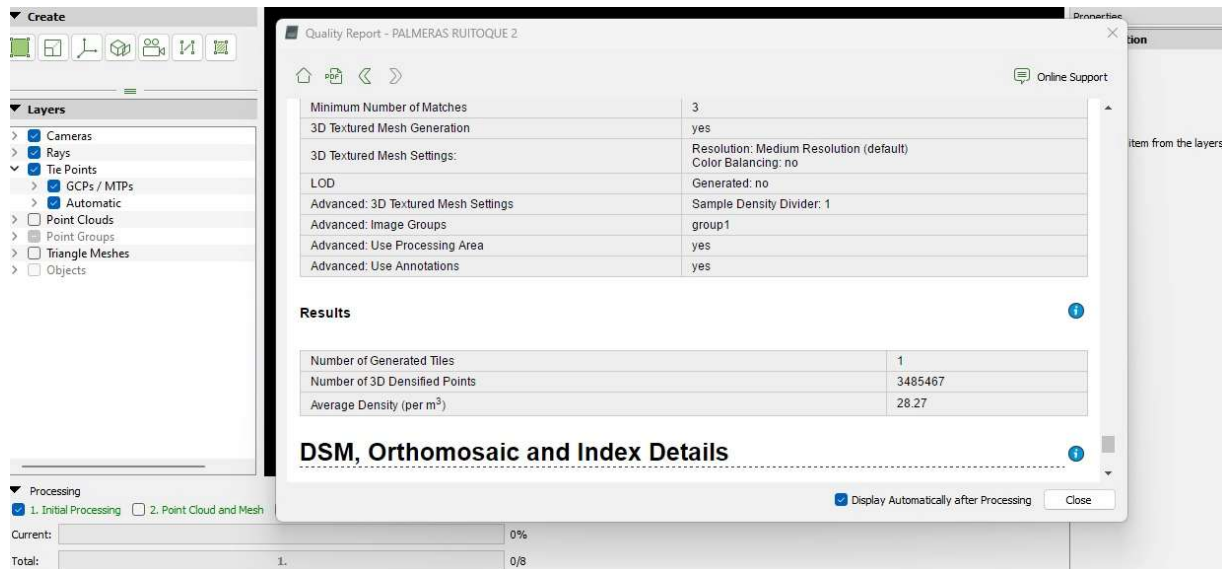 Create
Layers
Cameras
Rays
Tie Points
GCPs / MTPs
Automatic
Point Clouds
Point Groups
Triangle Meshes
Objects
Processing
1. Initial Processing 2. Point Cloud and Mesh
Current: 0%
Total: 1. 0/8
Quality Report - PALMERAS RUITOQUE 2
PDF
Online Support
Minimum Number of Matches 3
3D Textured Mesh Generation yes
3D Textured Mesh Settings: Resolution: Medium Resolution (default)
Color Balancing: no
LOD Generated: no
Advanced: 3D Textured Mesh Settings Sample Density Divider: 1
Advanced: Image Groups group1
Advanced: Use Processing Area yes
Advanced: Use Annotations yes
Results
Number of Generated Tiles 1
Number of 3D Densified Points 3485467
Average Density (per m³) 28.27
DSM, Orthomosaic and Index Details
Display Automatically after Processing Close
Properties
tion
item from the layers